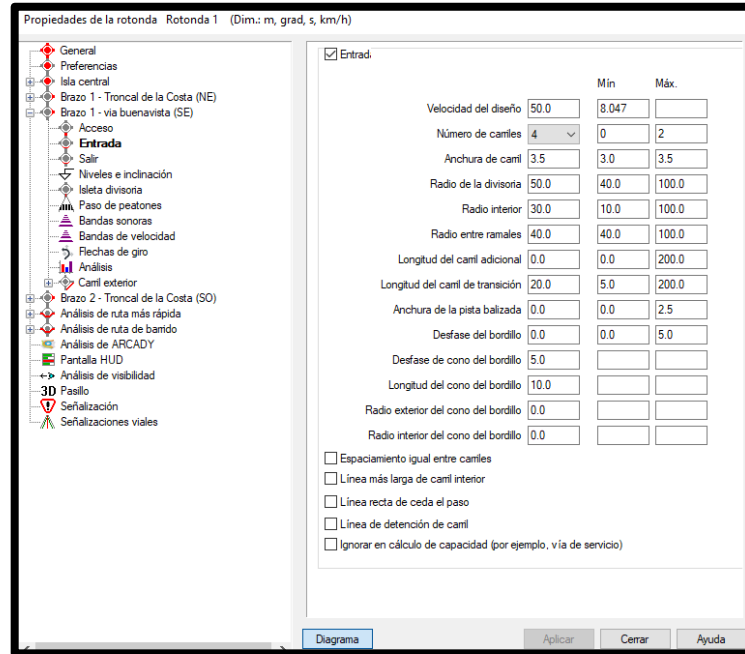 Propiedades de la rotonda Rotonda 1 (Dim.: m, grad, s, km/h)
General
Preferencias
Isla central
Brazo 1 - Troncal de la Costa (NE)
Brazo 1 - via buenavista (SE)
Acceso
Entrada
Salir
Niveles e inclinación
Isleta divisoria
Paso de peatones
Bandas sonoras
Bandas de velocidad
Flechas de giro
Análisis
Carril exterior
Brazo 2 - Troncal de la Costa (SO)
Análisis de ruta más rápida
Análisis de ruta de barrido
Análisis de ARCADY
Pantalla HUD
Análisis de visibilidad
3D Pasillo
Señalización
Señalizaciones viales
Entrada
Mín Máx.
Velocidad del diseño 50.0 8.047
Número de carriles 4 0 2
Anchura de carril 3.5 3.0 3.5
Radio de la divisoria 50.0 40.0 100.0
Radio interior 30.0 10.0 100.0
Radio entre ramales 40.0 40.0 100.0
Longitud del carril adicional 0.0 0.0 200.0
Longitud del carril de transición 20.0 5.0 200.0
Anchura de la pista balizada 0.0 0.0 2.5
Desfase del bordillo 0.0 0.0 5.0
Desfase de cono del bordillo 5.0
Longitud del cono del bordillo 10.0
Radio exterior del cono del bordillo 0.0
Radio interior del cono del bordillo 0.0
Espaciamiento igual entre carriles
Línea más larga de carril interior
Línea recta de ceda el paso
Línea de detención de carril
Ignorar en cálculo de capacidad (por ejemplo, vía de servicio)
Diagrama Aplicar Cerrar Ayuda